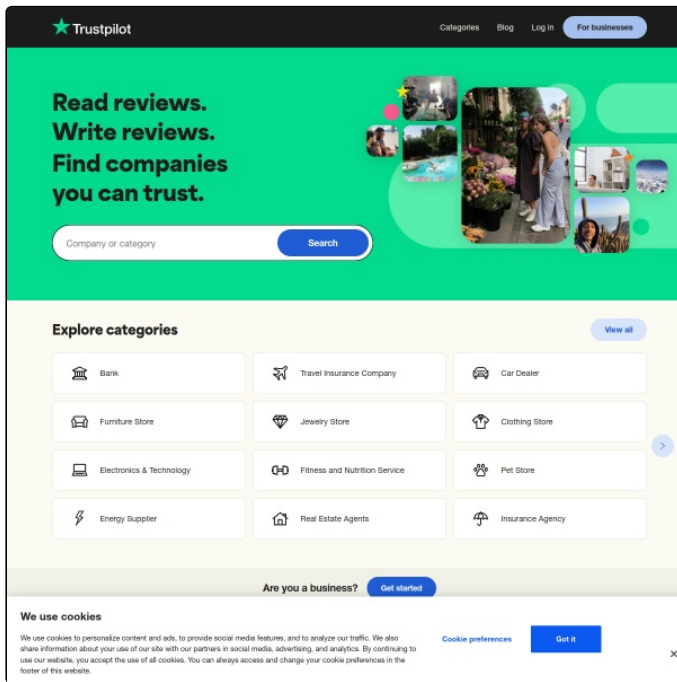 Trustpilot
Categories Blog Log in For businesses
Read reviews.
Write reviews.
Find companies
you can trust.
Company or category Search
Explore categories View all
Bank Travel Insurance Company Car Dealer
Furniture Store Jewelry Store Clothing Store
Electronics & Technology Fitness and Nutrition Service Pet Store
Energy Supplier Real Estate Agents Insurance Agency
Are you a business? Get started
We use cookies
We use cookies to personalize content and ads, to provide social media features, and to analyze our traffic. We also
share information about your use of our site with our partners in social media, advertising, and analytics. By continuing to
use our website, you accept the use of all cookies. You can always access and change your cookie preferences in the
footer of this website.
Cookie preferences Got it